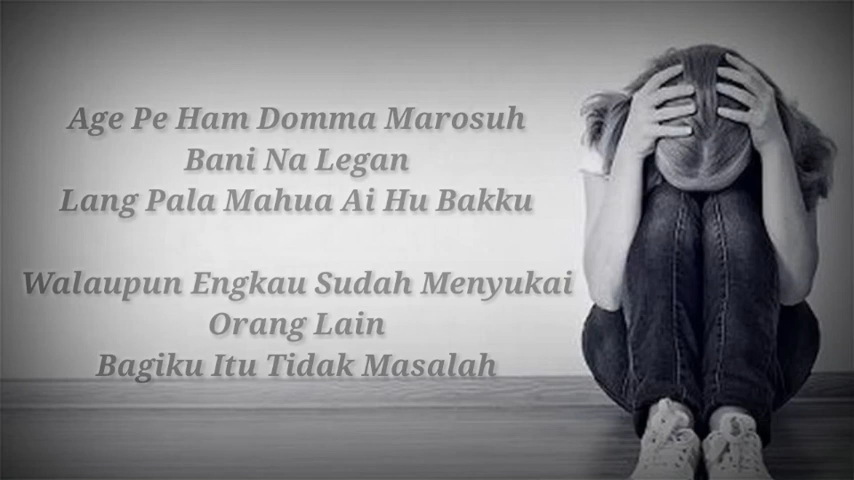 Age Pe Ham Domma Marosuh
Bani Na Legan
Lang Pala Mahua Ai Hu Bakku
Walaupun Engkau Sudah Menyukai
Orang Lain
Bagiku Itu Tidak Masalah